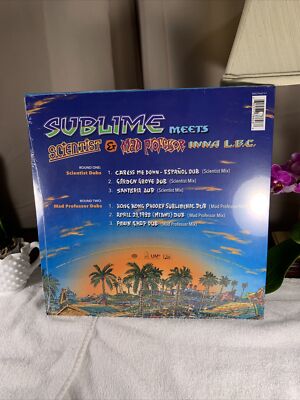 SUBLIME MEETS
SCIENTIST & MAD PROFESSOR INNA L.B.C.
ROUND ONE:
Scientist Dubs
1. CARESS ME DOWN - ESPAÑOL DUB (Scientist Mix)
2. GARDEN GROVE DUB (Scientist Mix)
3. SANTERIA DUB (Scientist Mix)
ROUND TWO:
Mad Professor Dubs
1. HONG KONG PHOOEY SUBLIMINAL DUB (Mad Professor Mix)
2. APRIL 29, 1992 (MIAMI) DUB (Mad Professor Mix)
3. PAWN SHOP DUB (Mad Professor Mix)